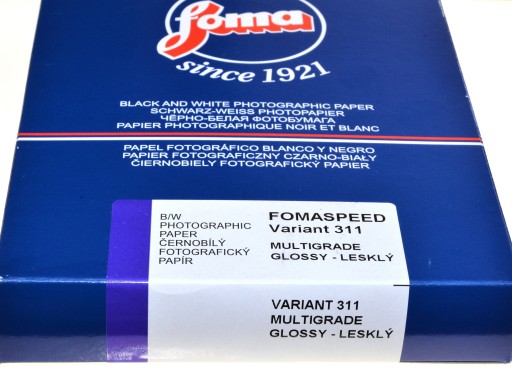 foma
since 1921
BLACK AND WHITE PHOTOGRAPHIC PAPER
SCHWARZ-WEISS PHOTOPAPIER
ЧЁРНО-БЕЛАЯ ФОТОБУМАГА
PAPIER PHOTOGRAPHIQUE NOIR ET BLANC
PAPEL FOTOGRÁFICO BLANCO Y NEGRO
PAPIER FOTOGRAFICZNY CZARNO-BIAŁY
ČIERNOBIELY FOTOGRAFICKÝ PAPIER
B/W
PHOTOGRAPHIC
PAPER
ČERNOBÍLÝ
FOTOGRAFICKÝ
PAPÍR
FOMASPEED
Variant 311
MULTIGRADE
GLOSSY - LESKLÝ
VARIANT 311
MULTIGRADE
GLOSSY - LESKLÝ